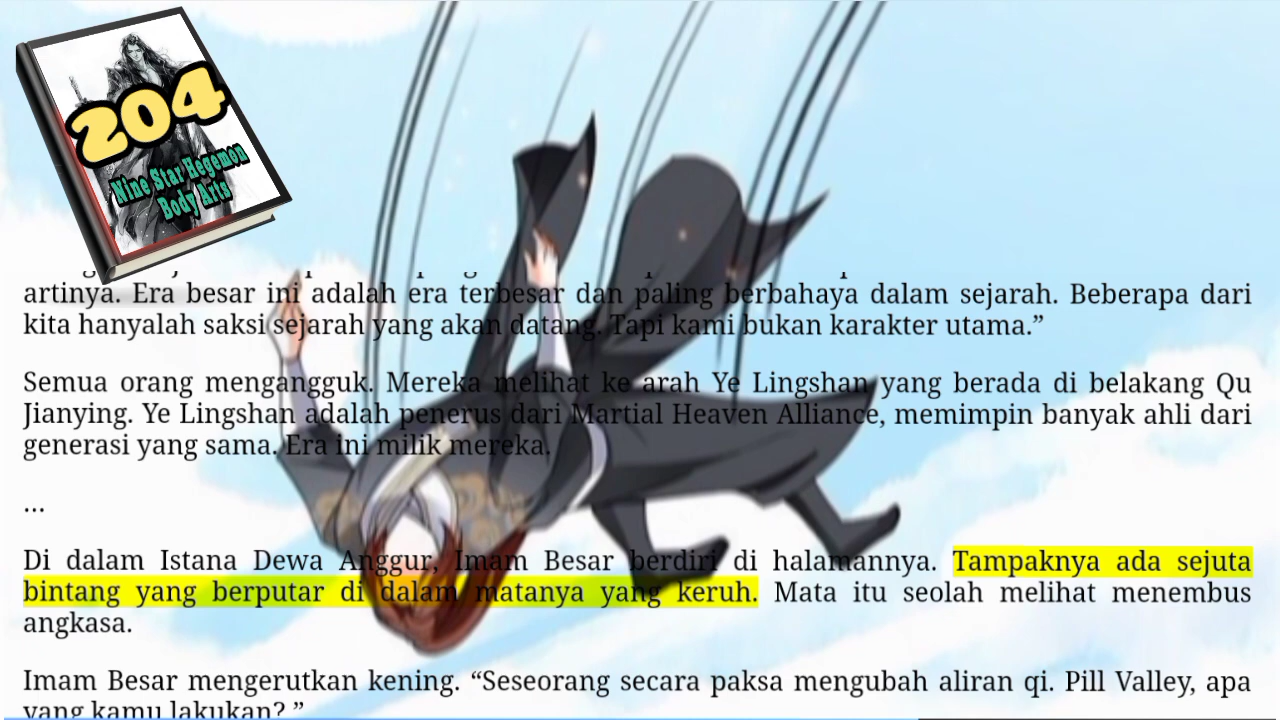 204
Nine Star Hegemon
Body Arts
artinya. Era besar ini adalah era terbesar dan paling berbahaya dalam sejarah. Beberapa dari
kita hanyalah saksi sejarah yang akan datang. Tapi kami bukan karakter utama.”
Semua orang mengangguk. Mereka melihat ke arah Ye Lingshan yang berada di belakang Qu
Jianying. Ye Lingshan adalah penerus dari Martial Heaven Alliance, memimpin banyak ahli dari
generasi yang sama. Era ini milik mereka.
...
Di dalam Istana Dewa Anggur, Imam Besar berdiri di halamannya. Tampaknya ada sejuta
bintang yang berputar di dalam matanya yang keruh. Mata itu seolah melihat menembus
angkasa.
Imam Besar mengerutkan kening. “Seseorang secara paksa mengubah aliran qi. Pill Valley, apa
yang kamu lakukan? ”